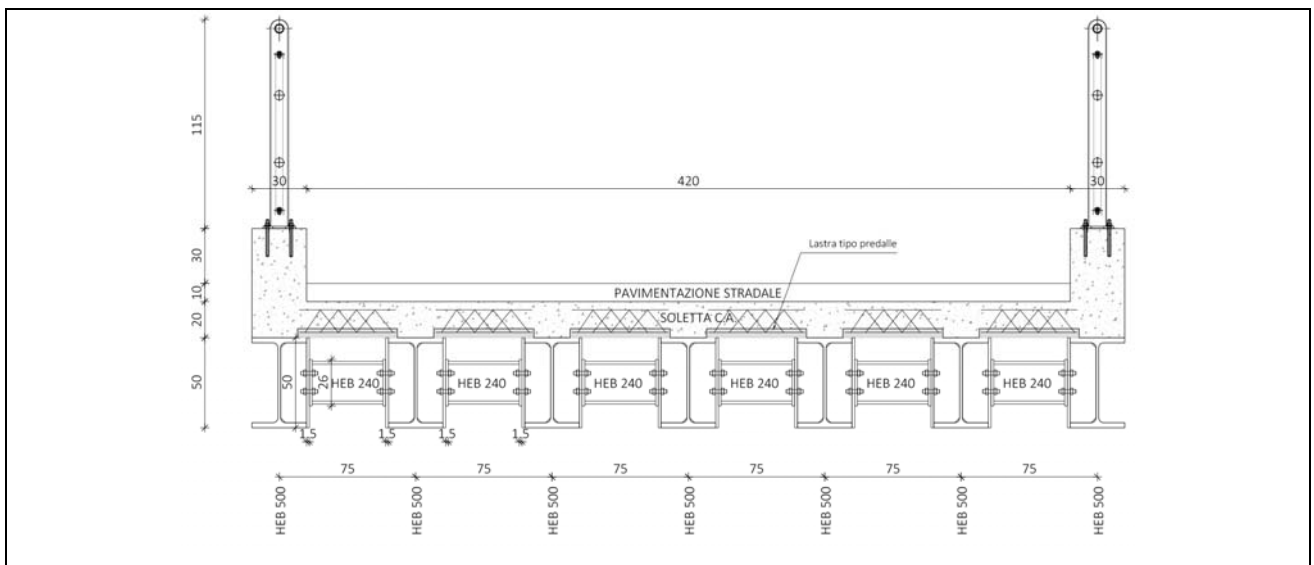 115
30
420
30
Lastra tipo predalle
30
10
PAVIMENTAZIONE STRADALE
20
SOLETTA C.A.
50
50
26
HEB 240
HEB 240
HEB 240
HEB 240
HEB 240
HEB 240
1.5
1.5
1.5
1.5
75
75
75
75
75
75
HEB 500
HEB 500
HEB 500
HEB 500
HEB 500
HEB 500
HEB 500